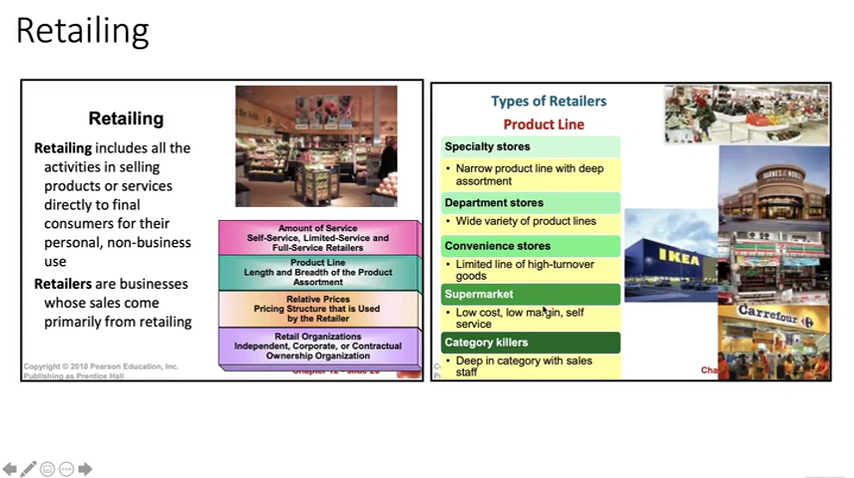 Retailing
Retailing
Retailing includes all the
activities in selling
products or services
directly to final
consumers for their
personal, non-business
use
Retailers are businesses
whose sales come
primarily from retailing
Amount of Service
Self-Service, Limited-Service and
Full-Service Retailers
Product Line
Length and Breadth of the Product
Assortment
Relative Prices
Pricing Structure that is Used
by the Retailer
Retail Organizations
Independent, Corporate, or Contractual
Ownership Organization
Copyright © 2010 Pearson Education, Inc.
Publishing as Prentice Hall
Types of Retailers
Product Line
Specialty stores
• Narrow product line with deep
assortment
Department stores
• Wide variety of product lines
Convenience stores
• Limited line of high-turnover
goods
Supermarket
• Low cost, low margin, self
service
Category killers
• Deep in category with sales
staff
Cha
BARNES & NOBLE
IKEA
Carrefour